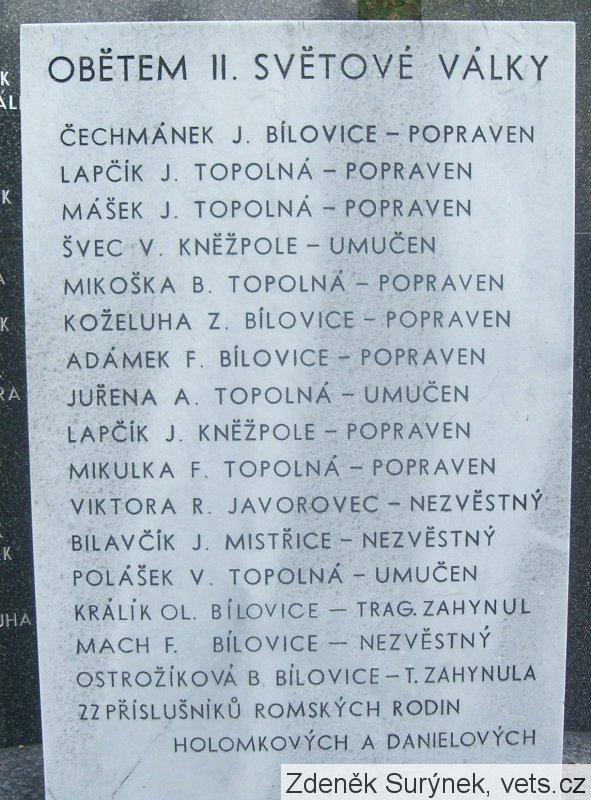 OBĚTEM II. SVĚTOVÉ VÁLKY
ČECHMÁNEK J. BÍLOVICE – POPRAVEN
LAPČÍK J. TOPOLNÁ – POPRAVEN
MÁŠEK J. TOPOLNÁ – POPRAVEN
ŠVEC V. KNĚŽPOLE – UMUČEN
MIKOŠKA B. TOPOLNÁ – POPRAVEN
KOŽELUHA Z. BÍLOVICE – POPRAVEN
ADÁMEK F. BÍLOVICE – POPRAVEN
JUŘENA A. TOPOLNÁ – UMUČEN
LAPČÍK J. KNĚŽPOLE – POPRAVEN
MIKULKA F. TOPOLNÁ – POPRAVEN
VIKTORA R. JAVOROVEC – NEZVĚSTNÝ
BILAVČÍK J. MISTŘICE – NEZVĚSTNÝ
POLÁŠEK V. TOPOLNÁ – UMUČEN
KRÁLÍK OL. BÍLOVICE – TRAG. ZAHYNUL
MACH F. BÍLOVICE – NEZVĚSTNÝ
OSTROŽÍKOVÁ B. BÍLOVICE – T. ZAHYNULA
22 PŘÍSLUŠNÍKŮ ROMSKÝCH RODIN
HOLOMKOVÝCH A DANIELOVÝCH
Zdeněk Surýnek, vets.cz